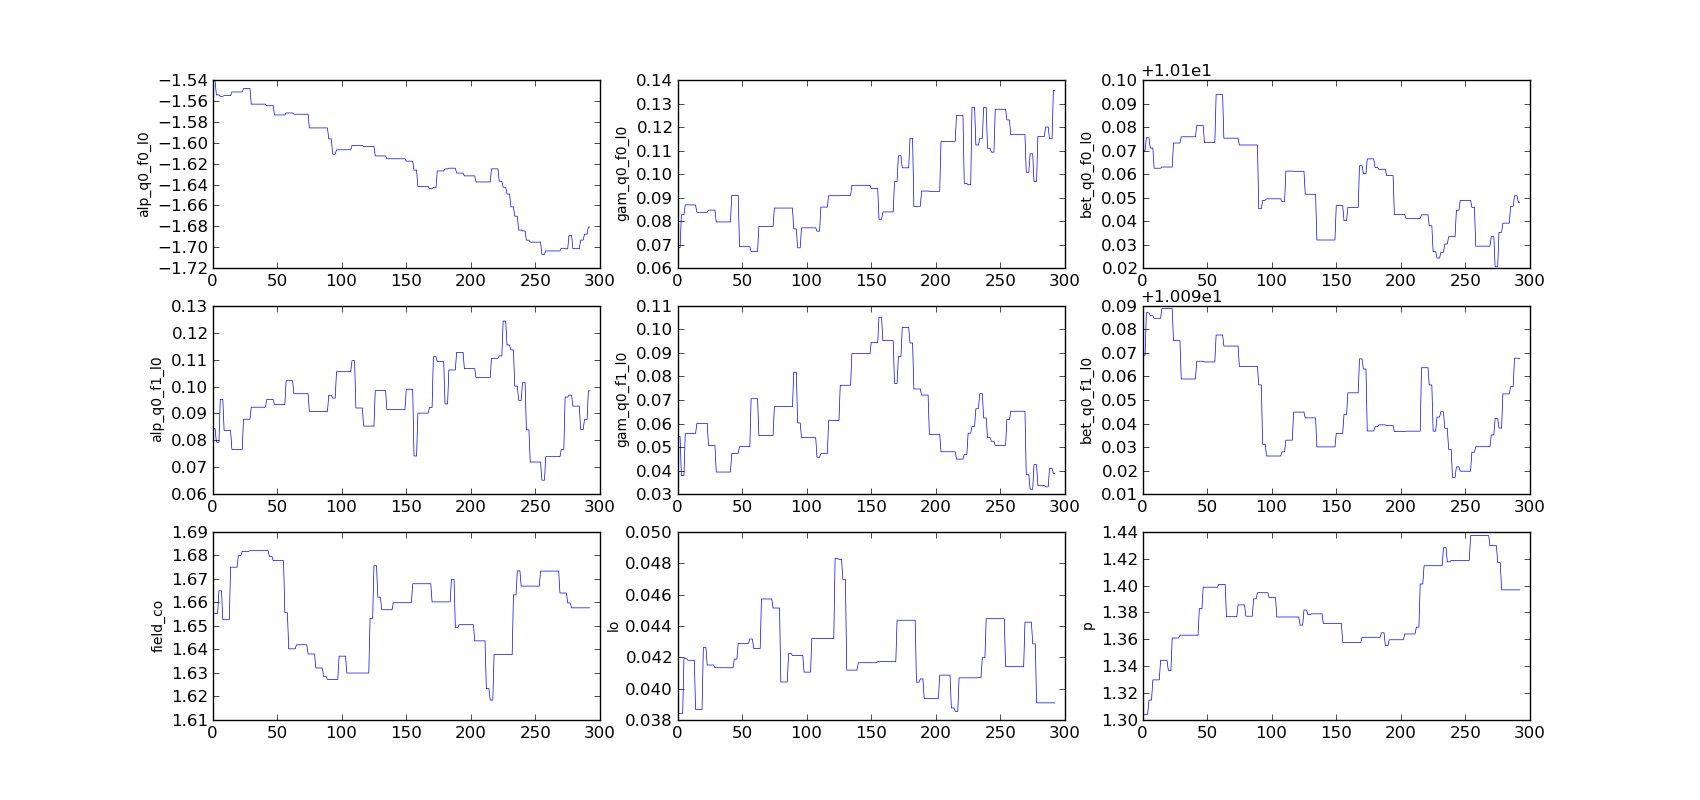 +1.01e1
−1.54 0.14 0.10
−1.56 0.13 0.09
−1.58 0.12 0.08
−1.60 0.11 0.07
−1.62 0.10 0.06
−1.64 0.09 0.05
−1.66 0.08 0.04
−1.68 0.07 0.03
−1.70 0.06 0.02
−1.72
alp_q0_f0_l0
gam_q0_f0_l0
bet_q0_f0_l0
0 50 100 150 200 250 300 0 50 100 150 200 250 300 0 50 100 150 200 250 300
+1.009e1
0.13 0.11 0.09
0.12 0.10 0.08
0.11 0.09 0.07
0.10 0.08 0.06
0.09 0.07 0.05
0.08 0.06 0.04
0.07 0.05 0.03
0.06 0.04 0.02
0.03 0.01
alp_q0_f1_l0
gam_q0_f1_l0
bet_q0_f1_l0
0 50 100 150 200 250 300 0 50 100 150 200 250 300 0 50 100 150 200 250 300
1.69 0.050 1.44
1.68 0.048 1.42
1.67 0.046 1.40
1.66 0.044 1.38
1.65 0.042 1.36
1.64 0.040 1.34
1.63 0.038 1.32
1.62 1.30
1.61
field_co
lo
p
0 50 100 150 200 250 300 0 50 100 150 200 250 300 0 50 100 150 200 250 300